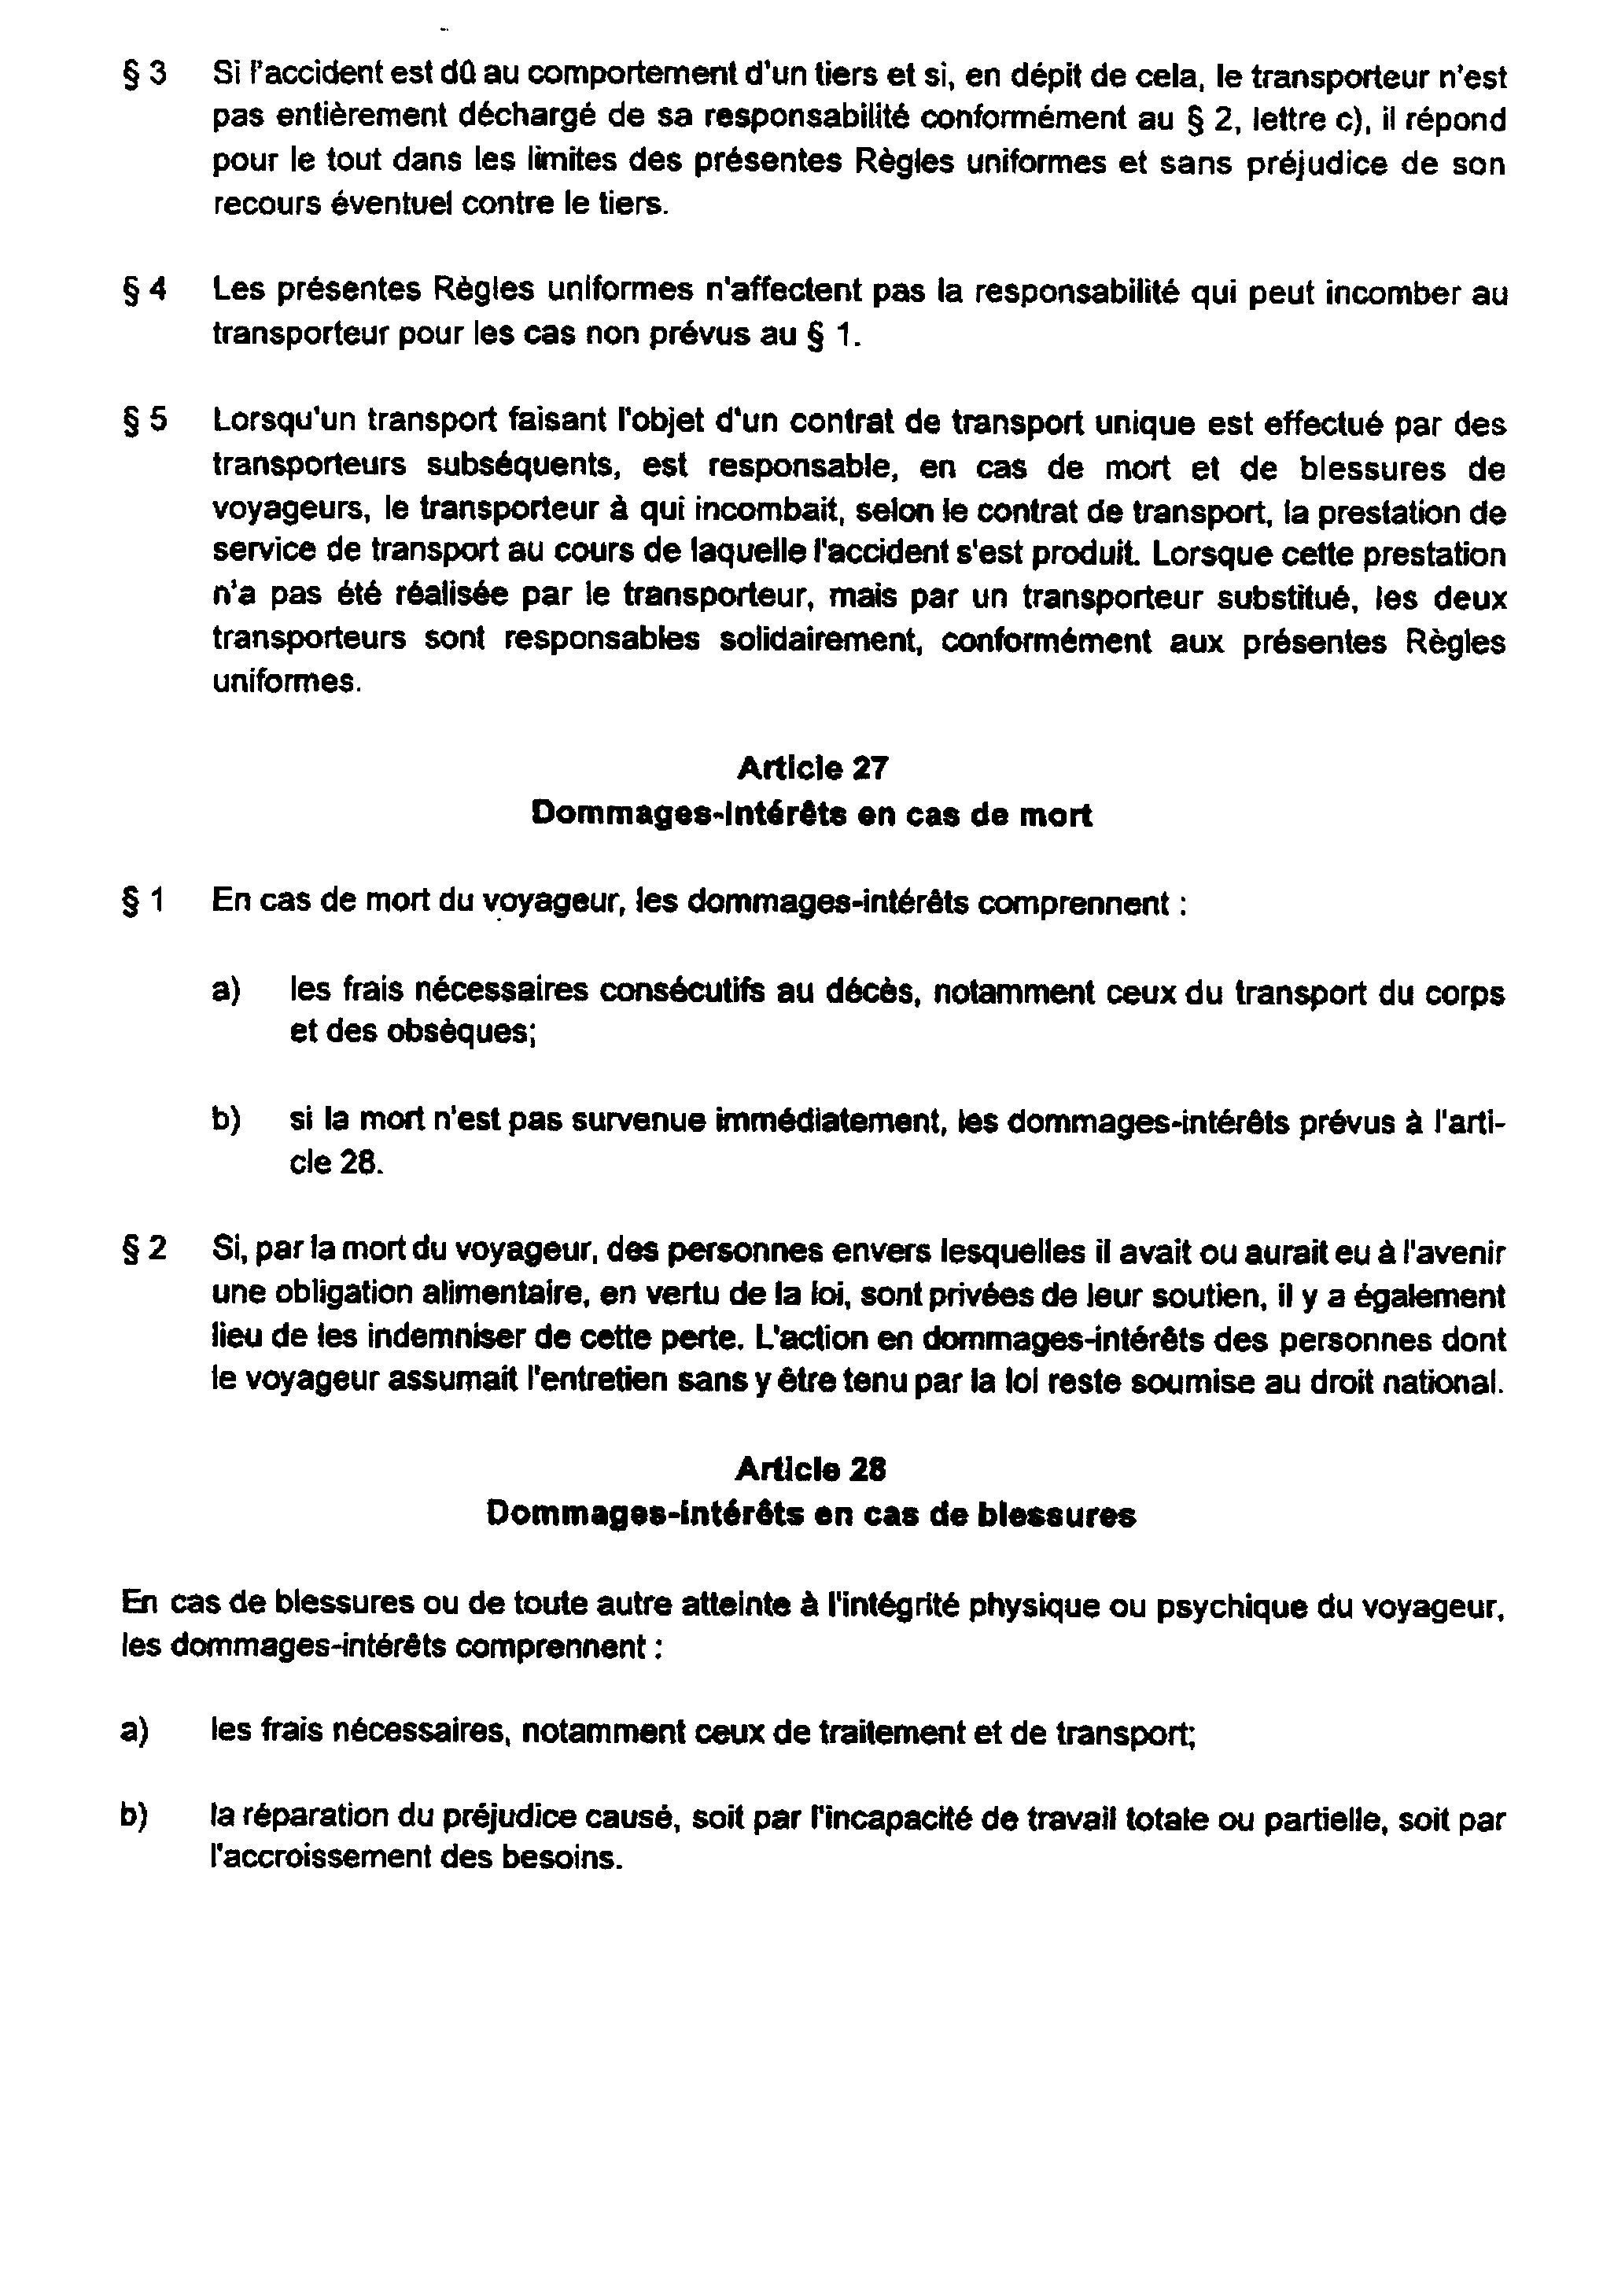 § 3 Si l'accident est dû au comportement d'un tiers et si, en dépit de cela, le transporteur n'est
pas entièrement déchargé de sa responsabilité conformément au § 2, lettre c), il répond
pour le tout dans les limites des présentes Règles uniformes et sans préjudice de son
recours éventuel contre le tiers.
§ 4 Les présentes Règles uniformes n'affectent pas la responsabilité qui peut incomber au
transporteur pour les cas non prévus au § 1.
§ 5 Lorsqu'un transport faisant l'objet d'un contrat de transport unique est effectué par des
transporteurs subséquents, est responsable, en cas de mort et de blessures de
voyageurs, le transporteur à qui incombait, selon le contrat de transport, la prestation de
service de transport au cours de laquelle l'accident s'est produit. Lorsque cette prestation
n'a pas été réalisée par le transporteur, mais par un transporteur substitué, les deux
transporteurs sont responsables solidairement, conformément aux présentes Règles
uniformes.
Article 27
Dommages-intérêts en cas de mort
§ 1 En cas de mort du voyageur, les dommages-intérêts comprennent :
a) les frais nécessaires consécutifs au décès, notamment ceux du transport du corps
et des obsèques;
b) si la mort n'est pas survenue immédiatement, les dommages-intérêts prévus à l'arti-
cle 28.
§ 2 Si, par la mort du voyageur, des personnes envers lesquelles il avait ou aurait eu à l'avenir
une obligation alimentaire, en vertu de la loi, sont privées de leur soutien, il y a également
lieu de les indemniser de cette perte. L'action en dommages-intérêts des personnes dont
le voyageur assumait l'entretien sans y être tenu par la loi reste soumise au droit national.
Article 28
Dommages-intérêts en cas de blessures
En cas de blessures ou de toute autre atteinte à l'intégrité physique ou psychique du voyageur,
les dommages-intérêts comprennent :
a) les frais nécessaires, notamment ceux de traitement et de transport;
b) la réparation du préjudice causé, soit par l'incapacité de travail totale ou partielle, soit par
l'accroissement des besoins.